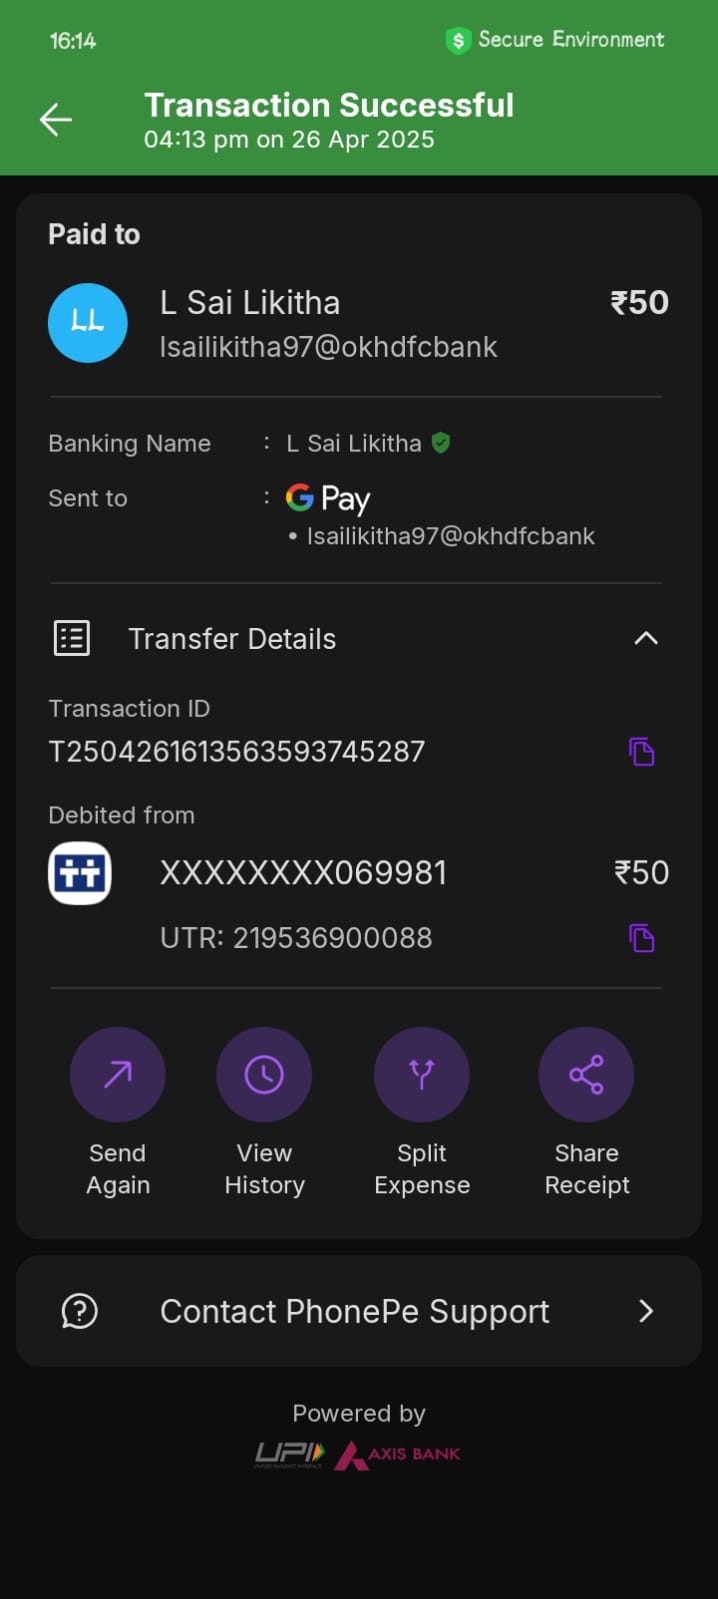 16:14
$ Secure Environment
Transaction Successful
04:13 pm on 26 Apr 2025
Paid to
LL
L Sai Likitha ₹50
lsailikitha97@okhdfcbank
Banking Name : L Sai Likitha
Sent to : G Pay
• lsailikitha97@okhdfcbank
Transfer Details
Transaction ID
T2504261613563593745287
Debited from
XXXXXXXX069981 ₹50
UTR: 219536900088
Send Again
View History
Split Expense
Share Receipt
Contact PhonePe Support
Powered by
UPI AXIS BANK